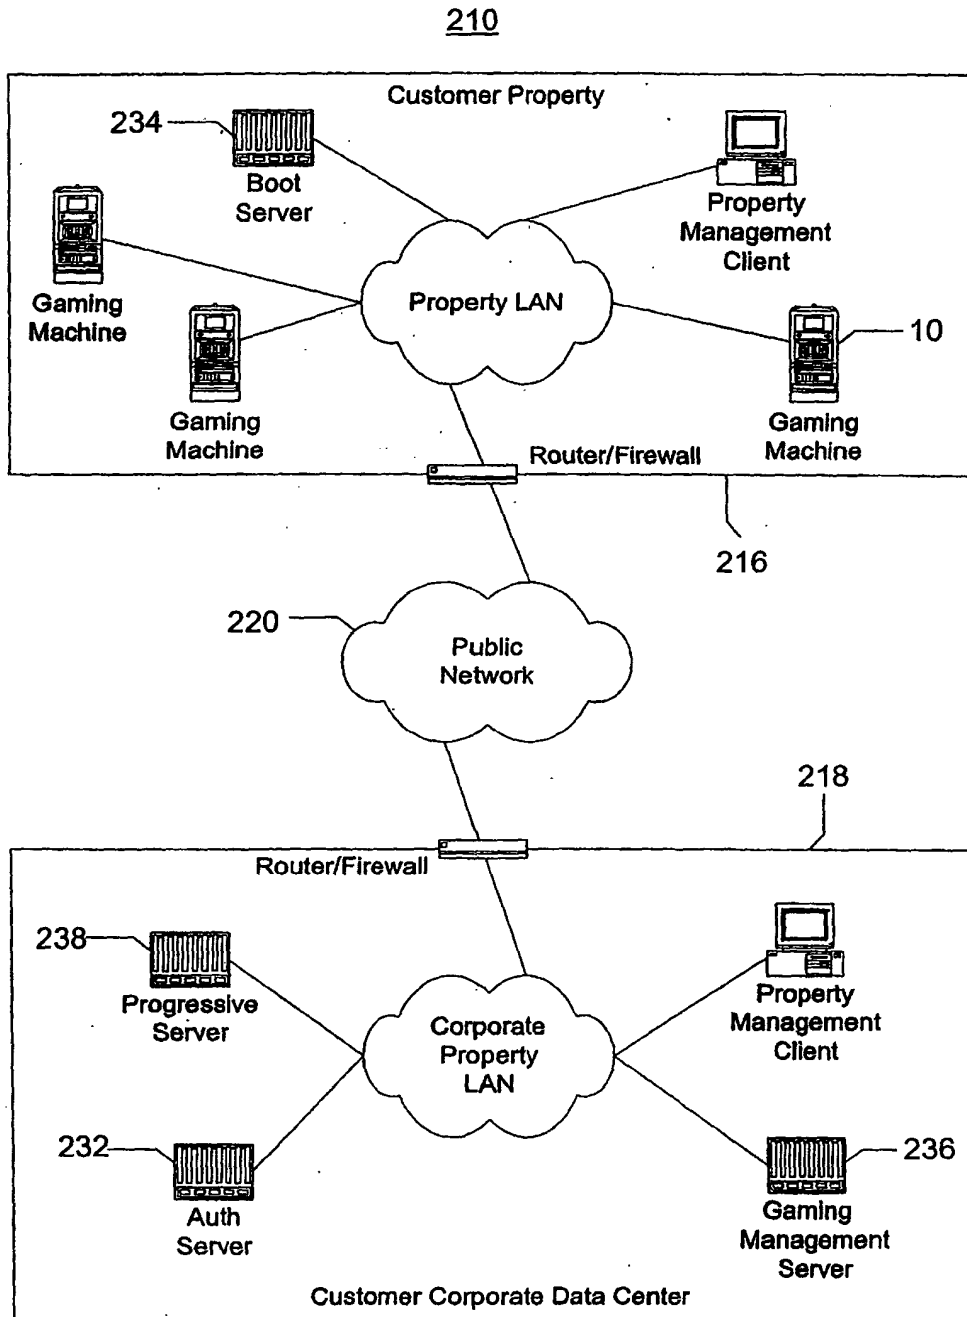 210
Customer Property
234
Boot
Server
Property
Management
Client
Gaming
Machine
Property LAN
10
Gaming
Machine
Gaming
Machine
Router/Firewall
216
220
Public
Network
218
Router/Firewall
238
Progressive
Server
Corporate
Property
LAN
Property
Management
Client
232
Auth
Server
236
Gaming
Management
Server
Customer Corporate Data Center